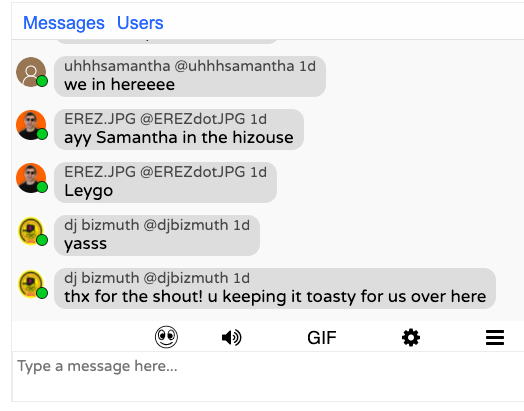 Messages Users
uhhhsamantha @uhhhsamantha 1d
we in hereeee
EREZ.JPG @EREZdotJPG 1d
ayy Samantha in the hizouse
EREZ.JPG @EREZdotJPG 1d
Leygo
dj bizmuth @djbizmuth 1d
yasss
dj bizmuth @djbizmuth 1d
thx for the shout! u keeping it toasty for us over here
GIF
Type a message here...